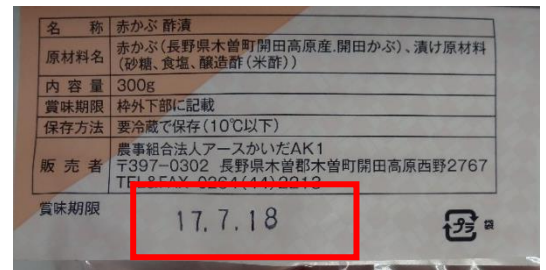 名称 赤かぶ 酢漬
原材料名 赤かぶ(長野県木曽町開田高原産.開田かぶ)、漬け原材料
(砂糖、食塩、醸造酢(米酢))
内容量 300g
賞味期限 枠外下部に記載
保存方法 要冷蔵で保存(10℃以下)
販売者 農事組合法人アースかいだAK1
〒397-0302 長野県木曽郡木曽町開田高原西野2767
TEL&FAX 0264(44)2213
賞味期限
17.7.18
プラ 袋